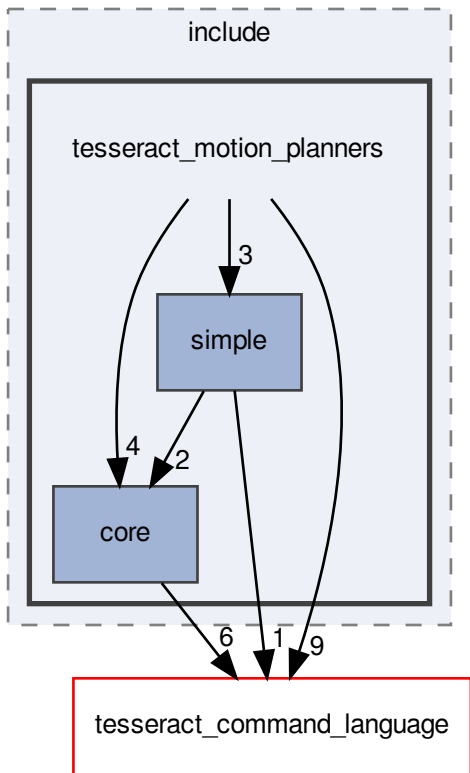 include
tesseract_motion_planners
3
simple
4
2
core
6
1
9
tesseract_command_language